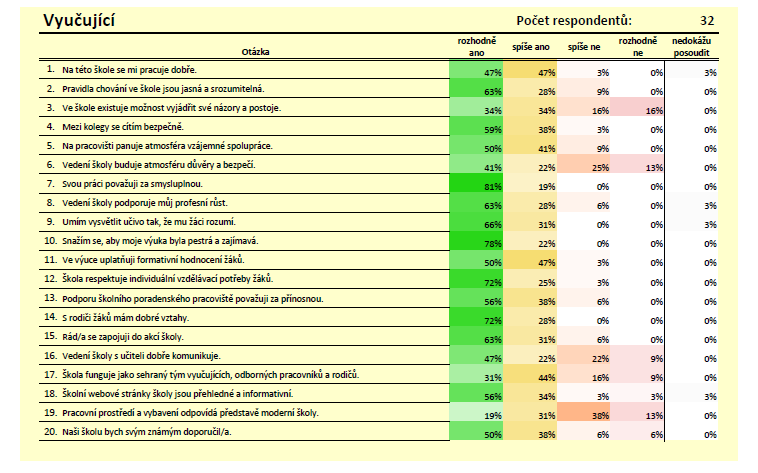 Vyučující Počet respondentů: 32
Otázka rozhodně ano spíše ano spíše ne rozhodně ne nedokážu posoudit
1. Na této škole se mi pracuje dobře. 47% 47% 3% 0% 3%
2. Pravidla chování ve škole jsou jasná a srozumitelná. 63% 28% 9% 0% 0%
3. Ve škole existuje možnost vyjádřit své názory a postoje. 34% 34% 16% 16% 0%
4. Mezi kolegy se cítím bezpečně. 59% 38% 3% 0% 0%
5. Na pracovišti panuje atmosféra vzájemné spolupráce. 50% 41% 9% 0% 0%
6. Vedení školy buduje atmosféru důvěry a bezpečí. 41% 22% 25% 13% 0%
7. Svou práci považuji za smysluplnou. 81% 19% 0% 0% 0%
8. Vedení školy podporuje můj profesní růst. 63% 28% 6% 0% 3%
9. Umím vysvětlit učivo tak, že mu žáci rozumí. 66% 31% 0% 0% 3%
10. Snažím se, aby moje výuka byla pestrá a zajímavá. 78% 22% 0% 0% 0%
11. Ve výuce uplatňuji formativní hodnocení žáků. 50% 47% 3% 0% 0%
12. Škola respektuje individuální vzdělávací potřeby žáků. 72% 25% 3% 0% 0%
13. Podporu školního poradenského pracoviště považuji za přínosnou. 56% 38% 6% 0% 0%
14. S rodiči žáků mám dobré vztahy. 72% 28% 0% 0% 0%
15. Rád/a se zapojuji do akcí školy. 63% 31% 6% 0% 0%
16. Vedení školy s učiteli dobře komunikuje. 47% 22% 22% 9% 0%
17. Škola funguje jako sehraný tým vyučujících, odborných pracovníků a rodičů. 31% 44% 16% 9% 0%
18. Školní webové stránky školy jsou přehledné a informativní. 56% 34% 3% 3% 3%
19. Pracovní prostředí a vybavení odpovídá představě moderní školy. 19% 31% 38% 13% 0%
20. Naši školu bych svým známým doporučil/a. 50% 38% 6% 6% 0%